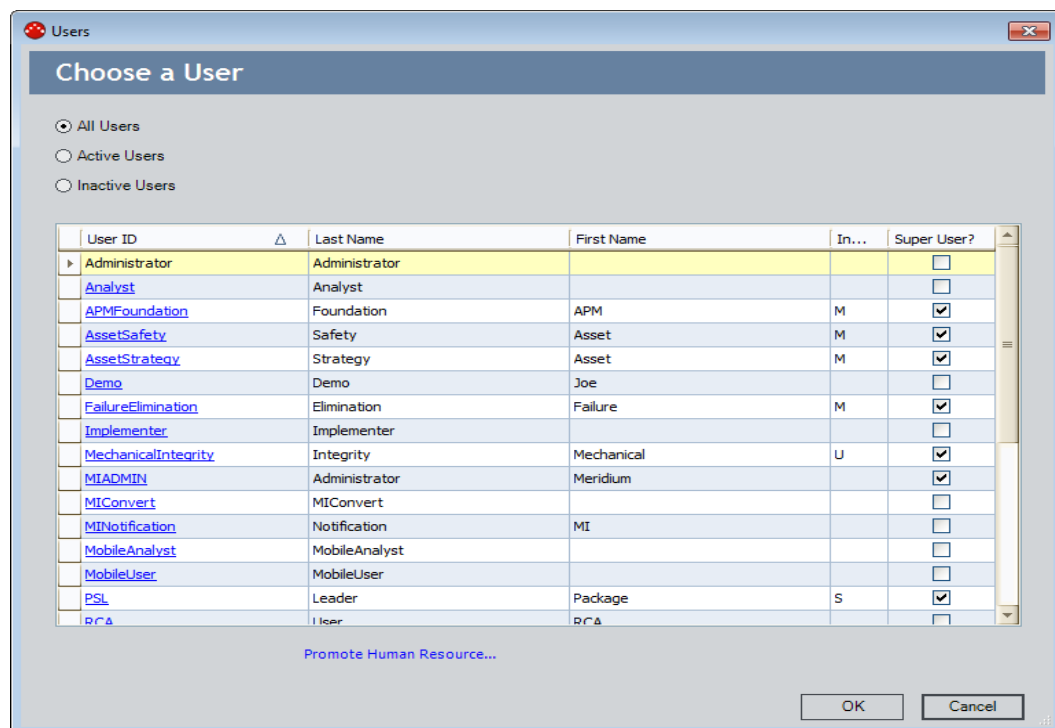 Users
Choose a User
All Users
Active Users
Inactive Users
User ID Last Name First Name In... Super User?
Administrator Administrator
Analyst Analyst
APMFoundation Foundation APM M
AssetSafety Safety Asset M
AssetStrategy Strategy Asset M
Demo Demo Joe
FailureElimination Elimination Failure M
Implementer Implementer
MechanicalIntegrity Integrity Mechanical U
MIADMIN Administrator Meridium
MIConvert MIConvert
MINotification Notification MI
MobileAnalyst MobileAnalyst
MobileUser MobileUser
PSL Leader Package S
RCA User RCA
Promote Human Resource...
OK Cancel